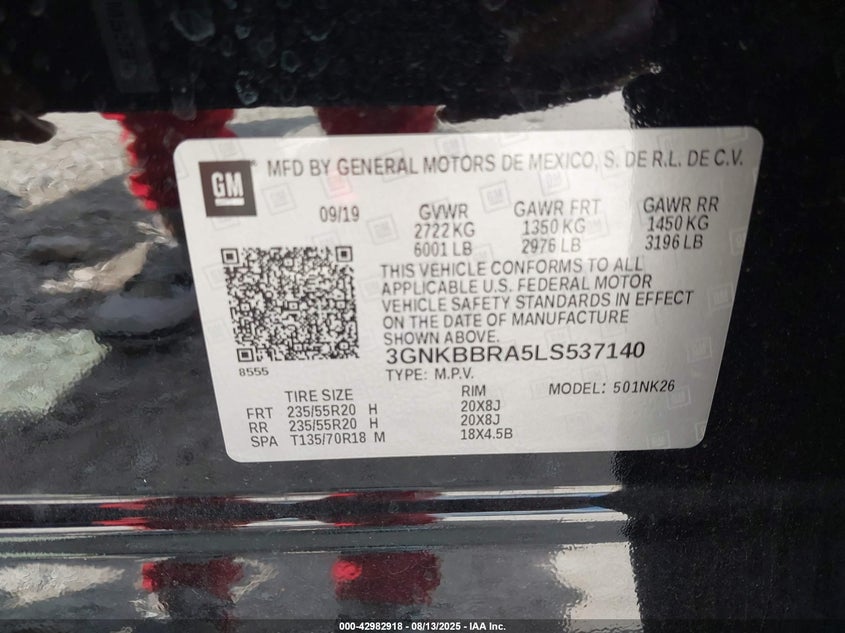 GM
MFD BY GENERAL MOTORS DE MEXICO, S. DE R.L. DE C.V.
09/19 GVWR GAWR FRT GAWR RR
2722 KG 1350 KG 1450 KG
6001 LB 2976 LB 3196 LB
THIS VEHICLE CONFORMS TO ALL
APPLICABLE U.S. FEDERAL MOTOR
VEHICLE SAFETY STANDARDS IN EFFECT
ON THE DATE OF MANUFACTURE
SHOWN ABOVE.
3GNKBBRA5LS537140
8555
TYPE: M.P.V.
TIRE SIZE RIM MODEL: 501NK26
FRT 235/55R20 H 20X8J
RR 235/55R20 H 20X8J
SPA T135/70R18 M 18X4.5B
000-42982918 - 08/13/2025 - IAA Inc.